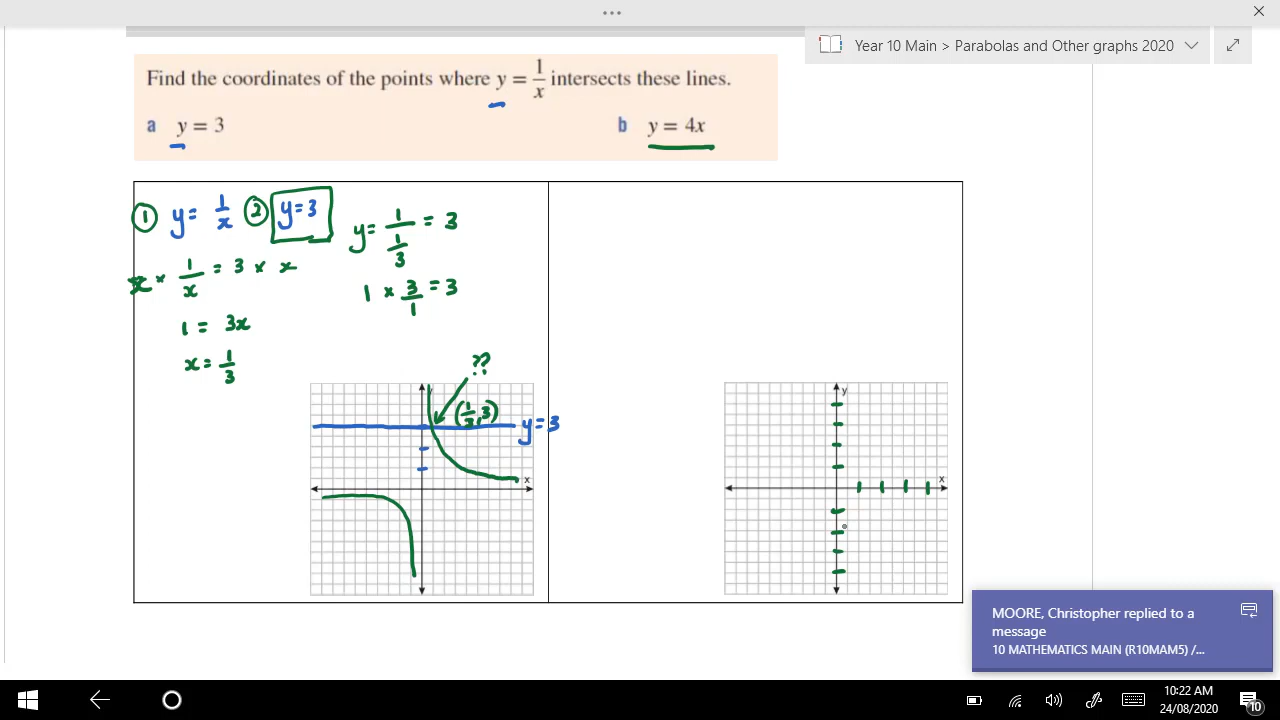 Year 10 Main > Parabolas and Other graphs 2020
Find the coordinates of the points where y = 1/x intersects these lines.
a y = 3
b y = 4x
① y = 1/x ② y=3
x × 1/x = 3 × x
1 = 3x
x = 1/3
y = 1/(1/3) = 3
1 × 3/1 = 3
??
(1/3, 3)
y = 3
y
x
y
x
MOORE, Christopher replied to a
message
10 MATHEMATICS MAIN (R10MAM5) /...
10:22 AM
24/08/2020
10